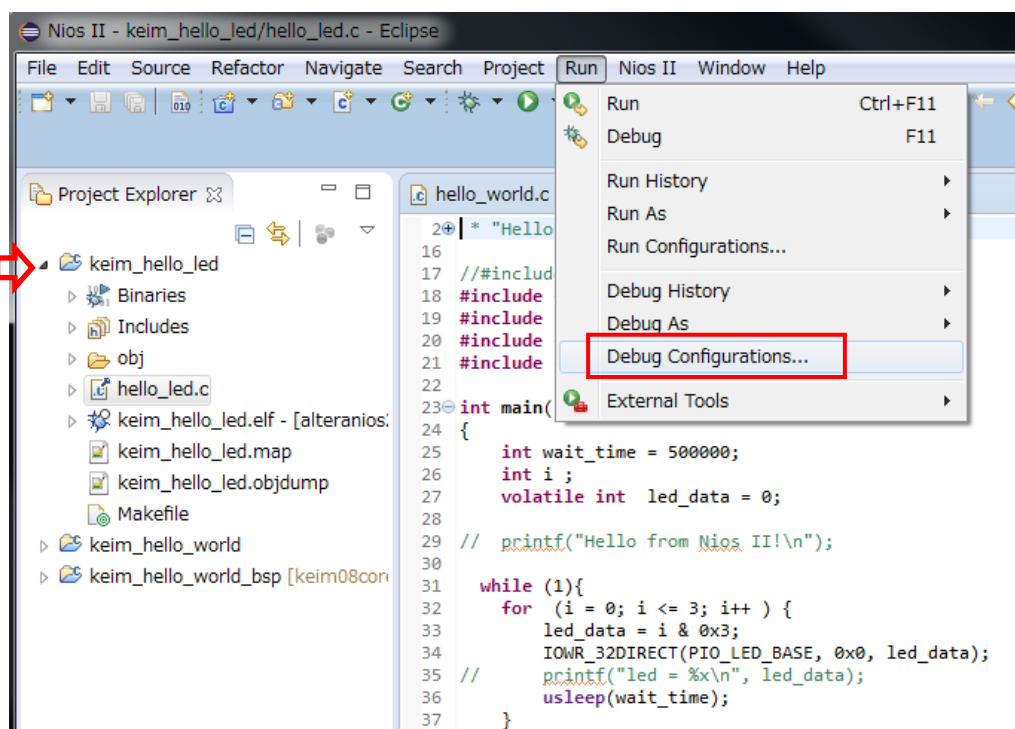 Nios II - keim_hello_led/hello_led.c - Eclipse
File Edit Source Refactor Navigate Search Project Run Nios II Window Help
Run Ctrl+F11
Debug F11
Run History
Run As
Run Configurations...
Debug History
Debug As
Debug Configurations...
External Tools
Project Explorer
keim_hello_led
Binaries
Includes
obj
hello_led.c
keim_hello_led.elf - [alteranios
keim_hello_led.map
keim_hello_led.objdump
Makefile
keim_hello_world
keim_hello_world_bsp [keim08cor
hello_world.c
2 * "Hello
16
17 //#includ
18 #include
19 #include
20 #include
21 #include
22
23 int main(
24 {
25 int wait_time = 500000;
26 int i ;
27 volatile int led_data = 0;
28
29 // printf("Hello from Nios II!\n");
30
31 while (1){
32 for (i = 0; i <= 3; i++ ) {
33 led_data = i & 0x3;
34 IOWR_32DIRECT(PIO_LED_BASE, 0x0, led_data);
35 // printf("led = %x\n", led_data);
36 usleep(wait_time);
37 }